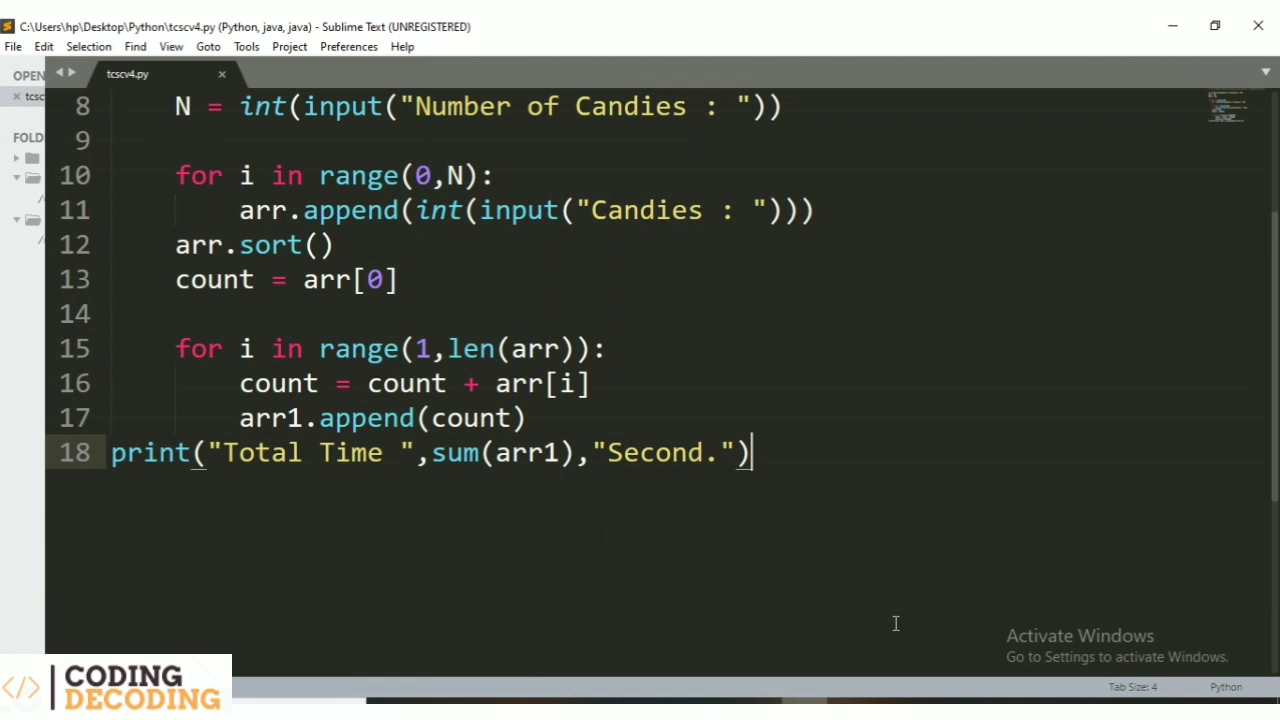 C:\Users\hp\Desktop\Python\tcscv4.py (Python, java, java) - Sublime Text (UNREGISTERED)
File Edit Selection Find View Goto Tools Project Preferences Help
OPEN
tcscv4.py
tcsc
FOLD
8 N = int(input("Number of Candies : "))
9
10 for i in range(0,N):
11 arr.append(int(input("Candies : ")))
12 arr.sort()
13 count = arr[0]
14
15 for i in range(1,len(arr)):
16 count = count + arr[i]
17 arr1.append(count)
18 print("Total Time ",sum(arr1),"Second.")
Activate Windows
Go to Settings to activate Windows.
</> | CODING
DECODING
Tab Size: 4 Python